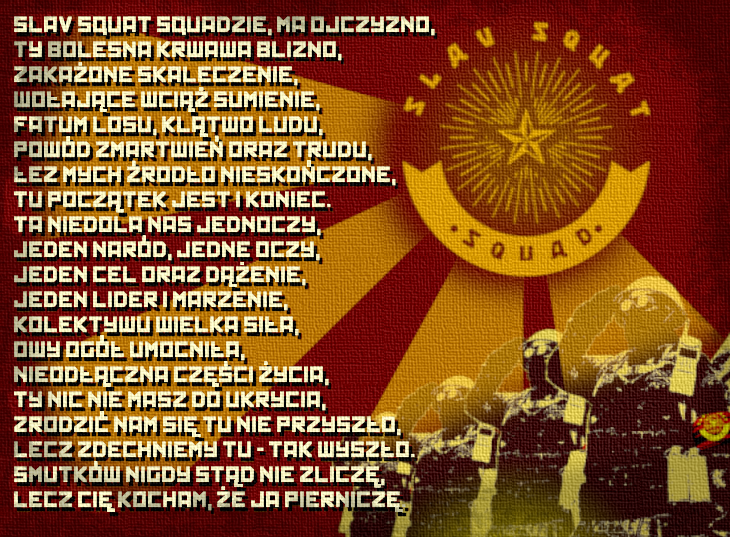 SLAV SQUAT SQUADZIE, MA OJCZYZNO,
TY BOLESNA KRWAWA BLIZNO,
ZAKAŻONE SKALECZENIE,
WOŁAJĄCE WCIĄŻ SUMIENIE,
FATUM LOSU, KLĄTWO LUDU,
POWÓD ZMARTWIEŃ ORAZ TRUDU,
ŁEZ MYCH ŹRODŁO NIESKOŃCZONE,
TU POCZĄTEK JEST I KONIEC.
TA NIEDOLA NAS JEDNOCZY,
JEDEN NARÓD, JEDNE OCZY,
JEDEN CEL ORAZ DĄŻENIE,
JEDEN LIDER I MARZENIE,
KOLEKTYWU WIELKA SIŁA,
OWY OGÓŁ UMOCNIŁA,
NIEODŁĄCZNA CZĘŚCI ŻYCIA,
TY NIC NIE MASZ DO UKRYCIA,
ZRODZIĆ NAM SIĘ TU NIE PRZYSZŁO,
LECZ ZDECHNIEMY TU - TAK WYSZŁO.
SMUTKÓW NIGDY STĄD NIE ZLICZĘ,
LECZ CIĘ KOCHAM, ŻE JA PIERNICZĘ.
SLAV SQUAT
• SQUAD •